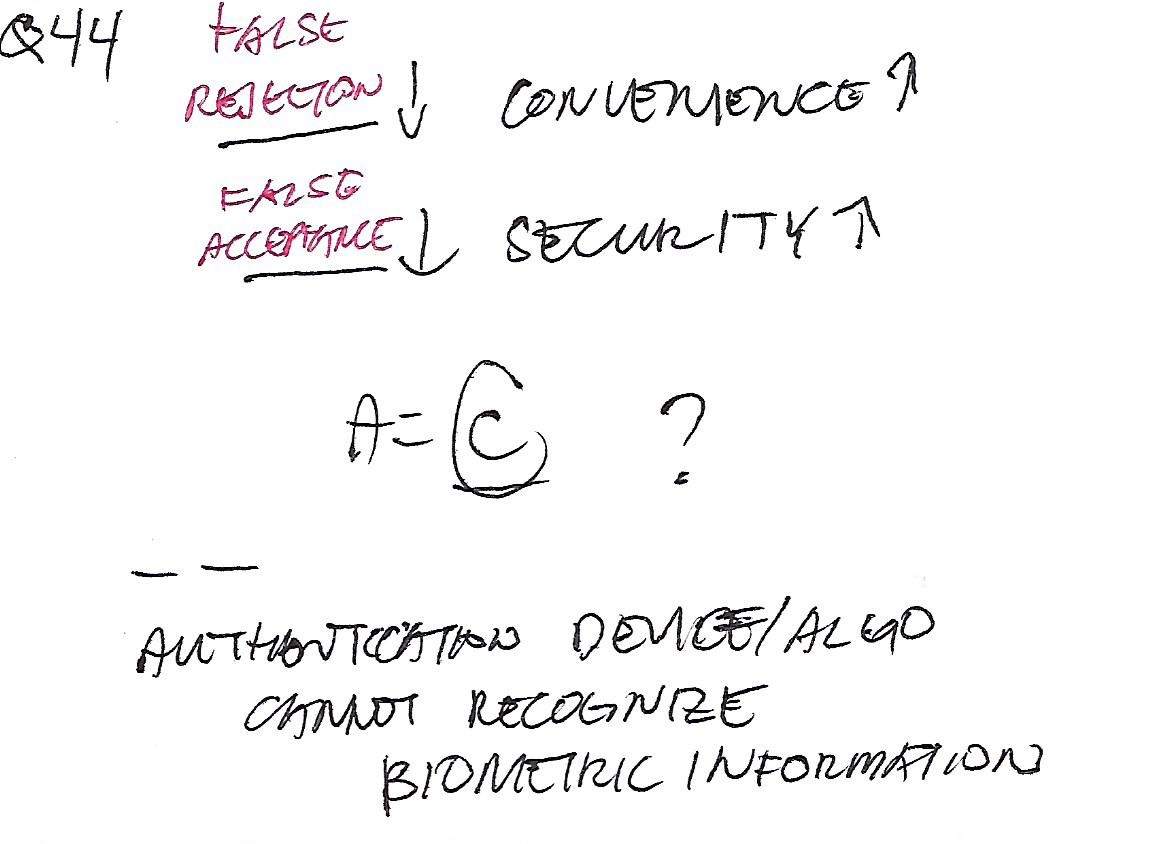 Q44
FALSE
REJECTION ↓ CONVENIENCE ↑
FALSE
ACCEPTANCE ↓ SECURITY ↑
A = C ?
— —
AUTHENTICATION DEVICE/ALGO
CANNOT RECOGNIZE
BIOMETRIC INFORMATION